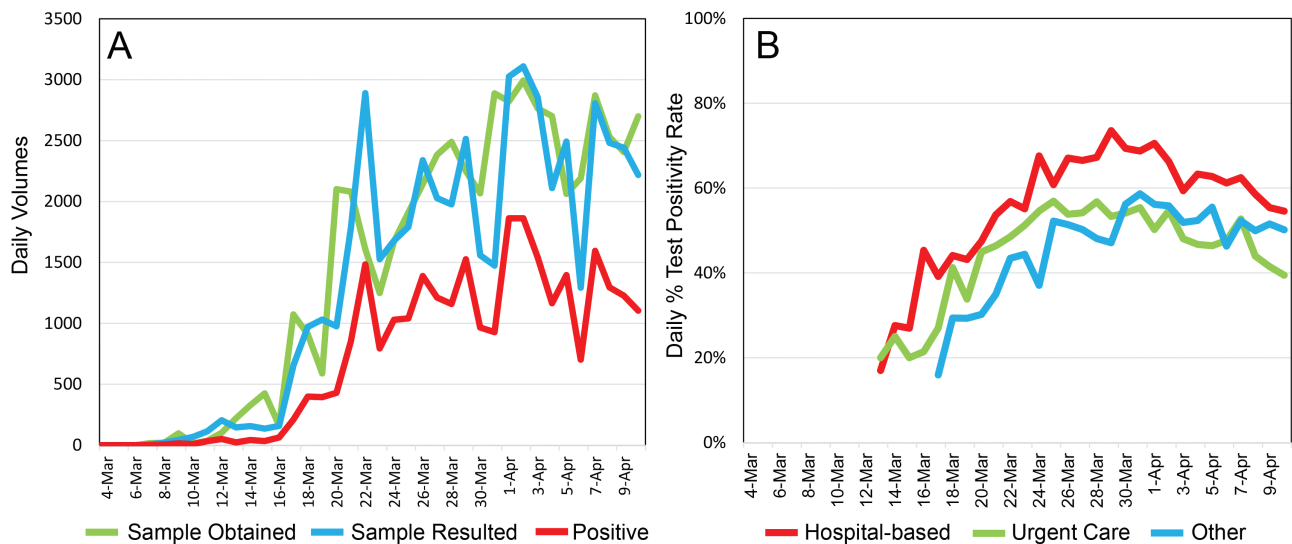 A
Daily Volumes
3500
3000
2500
2000
1500
1000
500
0
4-Mar
6-Mar
8-Mar
10-Mar
12-Mar
14-Mar
16-Mar
18-Mar
20-Mar
22-Mar
24-Mar
26-Mar
28-Mar
30-Mar
1-Apr
3-Apr
5-Apr
7-Apr
9-Apr
Sample Obtained Sample Resulted Positive
B
Daily % Test Positivity Rate
100%
80%
60%
40%
20%
0%
4-Mar
6-Mar
8-Mar
10-Mar
12-Mar
14-Mar
16-Mar
18-Mar
20-Mar
22-Mar
24-Mar
26-Mar
28-Mar
30-Mar
1-Apr
3-Apr
5-Apr
7-Apr
9-Apr
Hospital-based Urgent Care Other